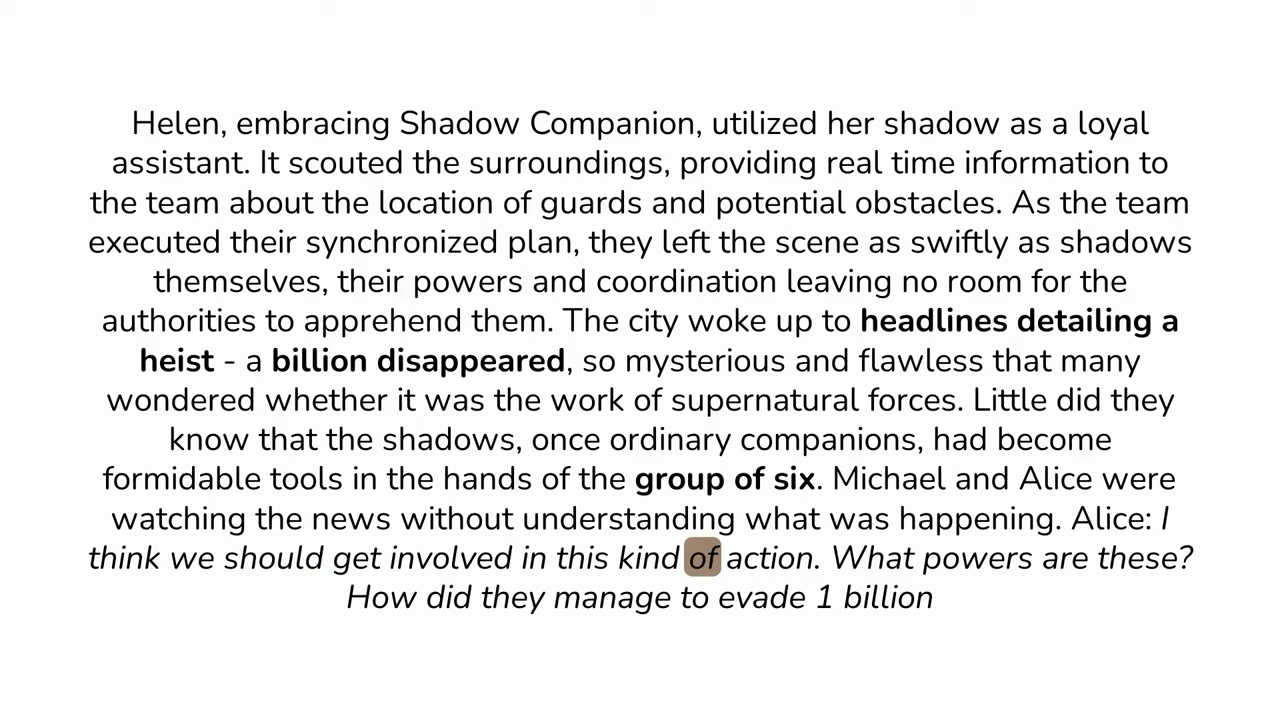 Helen, embracing Shadow Companion, utilized her shadow as a loyal
assistant. It scouted the surroundings, providing real time information to
the team about the location of guards and potential obstacles. As the team
executed their synchronized plan, they left the scene as swiftly as shadows
themselves, their powers and coordination leaving no room for the
authorities to apprehend them. The city woke up to headlines detailing a
heist - a billion disappeared, so mysterious and flawless that many
wondered whether it was the work of supernatural forces. Little did they
know that the shadows, once ordinary companions, had become
formidable tools in the hands of the group of six. Michael and Alice were
watching the news without understanding what was happening. Alice: I
think we should get involved in this kind of action. What powers are these?
How did they manage to evade 1 billion